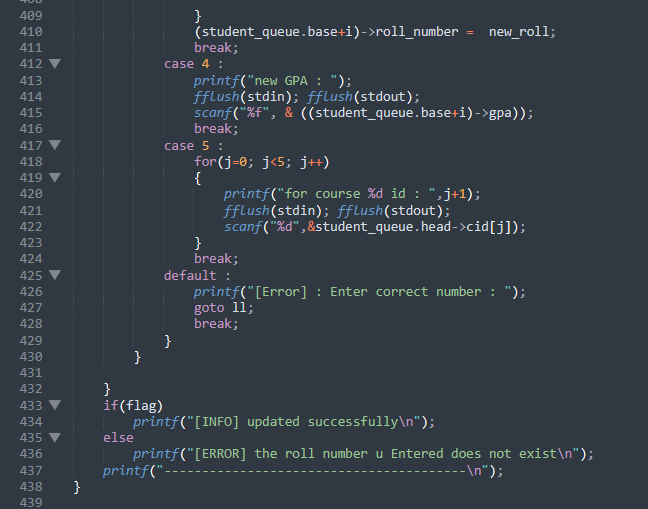 409 }
410 (student_queue.base+i)->roll_number =  new_roll;
411 break;
412 case 4 :
413 printf("new GPA : ");
414 fflush(stdin); fflush(stdout);
415 scanf("%f", & ((student_queue.base+i)->gpa));
416 break;
417 case 5 :
418 for(j=0; j<5; j++)
419 {
420 printf("for course %d id : ",j+1);
421 fflush(stdin); fflush(stdout);
422 scanf("%d",&student_queue.head->cid[j]);
423 }
424 break;
425 default :
426 printf("[Error] : Enter correct number : ");
427 goto ll;
428 break;
429 }
430 }
431
432 }
433 if(flag)
434 printf("[INFO] updated successfully\n");
435 else
436 printf("[ERROR] the roll number u Entered does not exist\n");
437 printf("----------------------------------------\n");
438 }
439